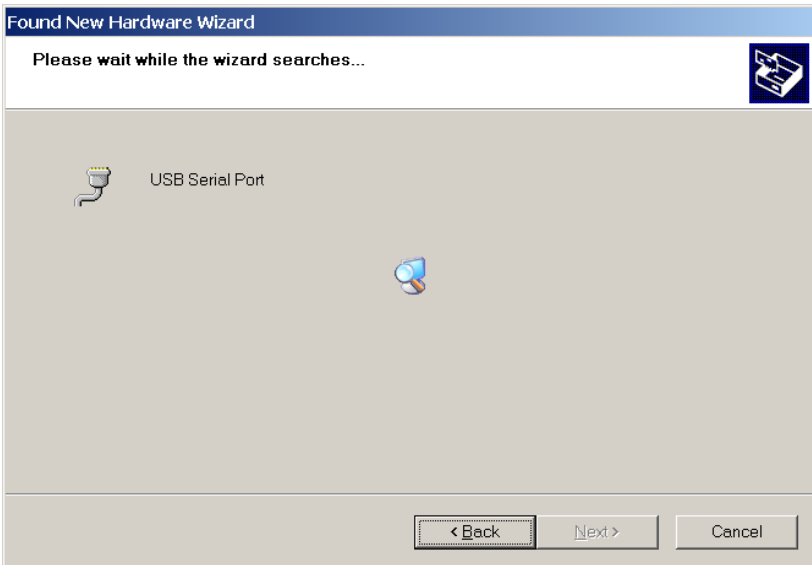 Found New Hardware Wizard
Please wait while the wizard searches...
USB Serial Port
< Back
Next >
Cancel